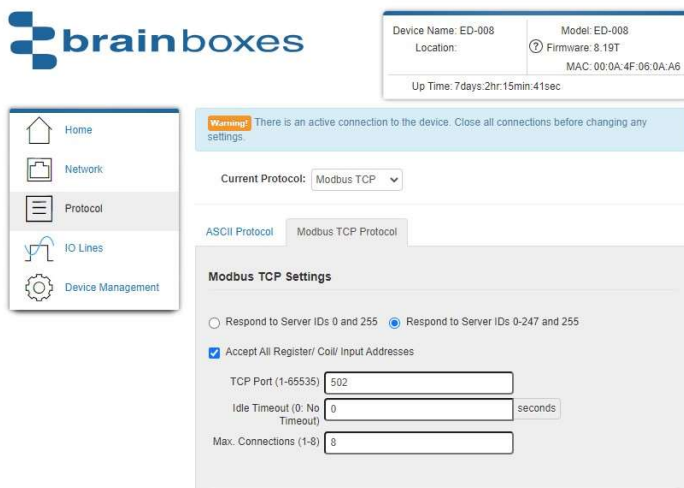 brainboxes
Device Name: ED-008
Model: ED-008
Location:
? Firmware: 8.19T
MAC: 00:0A:4F:06:0A:A6
Up Time: 7days:2hr:15min:41sec
Home
Network
Protocol
IO Lines
Device Management
Warning! There is an active connection to the device. Close all connections before changing any
settings.
Current Protocol: Modbus TCP
ASCII Protocol Modbus TCP Protocol
Modbus TCP Settings
Respond to Server IDs 0 and 255 Respond to Server IDs 0-247 and 255
Accept All Register/ Coil/ Input Addresses
TCP Port (1-65535) 502
Idle Timeout (0: No
Timeout) 0 seconds
Max. Connections (1-8) 8